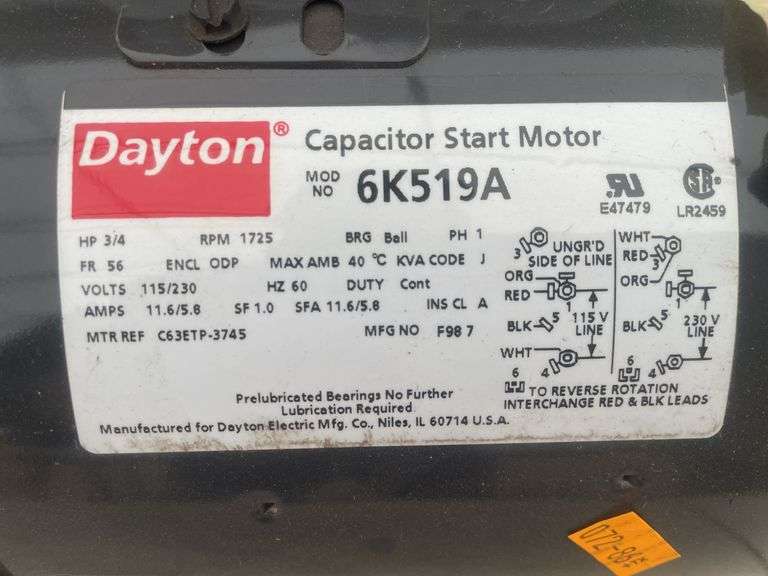 Dayton® Capacitor Start Motor
MOD NO 6K519A
E47479 LR2459
HP 3/4 RPM 1725 BRG Ball PH 1
FR 56 ENCL ODP MAX AMB 40 °C KVA CODE J
VOLTS 115/230 HZ 60 DUTY Cont
AMPS 11.6/5.8 SF 1.0 SFA 11.6/5.8 INS CL A
MTR REF C63ETP-3745 MFG NO F98 7
3 UNGR'D
SIDE OF LINE
ORG
RED 1
BLK 5 115 V
LINE
WHT 4
6
WHT
RED 3
ORG 1
BLK 5 230 V
LINE
6 4
TO REVERSE ROTATION
INTERCHANGE RED & BLK LEADS
Prelubricated Bearings No Further
Lubrication Required.
Manufactured for Dayton Electric Mfg. Co., Niles, IL 60714 U.S.A.